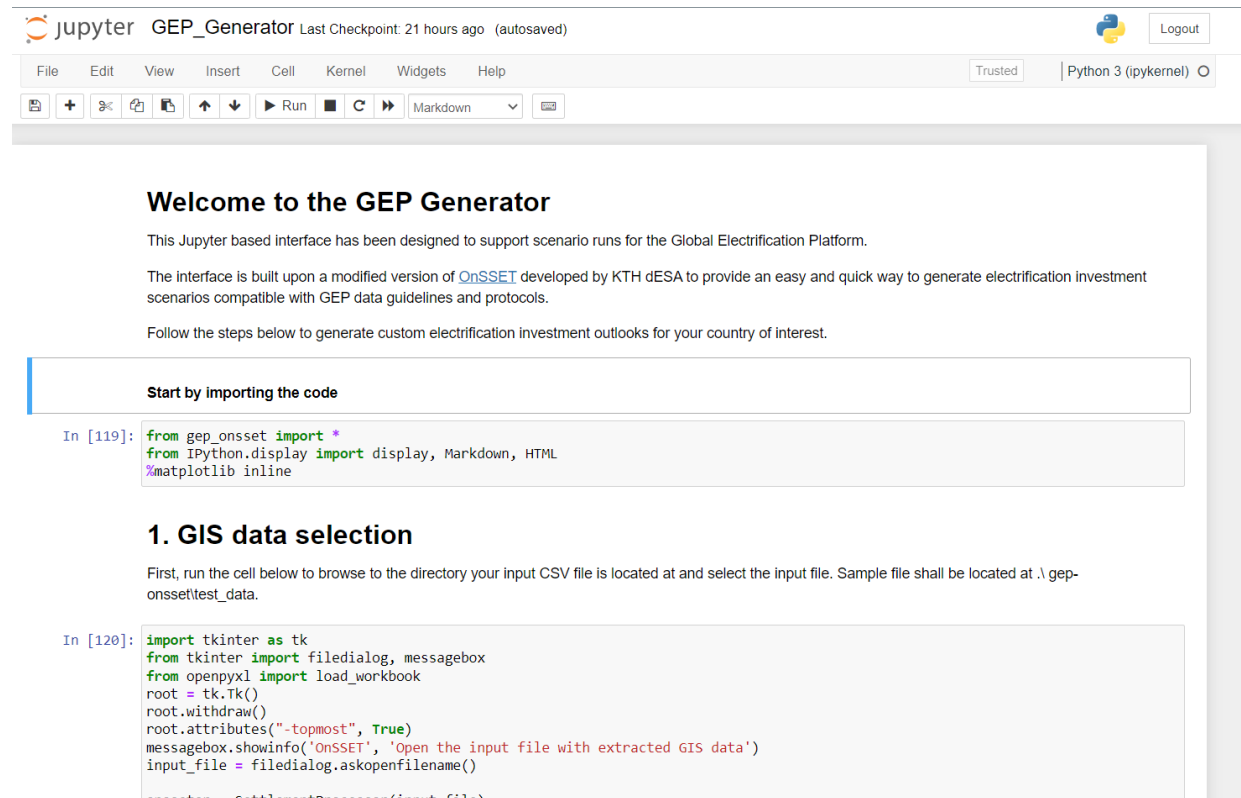 jupyter GEP_Generator Last Checkpoint: 21 hours ago (autosaved) Logout
File Edit View Insert Cell Kernel Widgets Help Trusted Python 3 (ipykernel)
Run Markdown
Welcome to the GEP Generator
This Jupyter based interface has been designed to support scenario runs for the Global Electrification Platform.
The interface is built upon a modified version of OnSSET developed by KTH dESA to provide an easy and quick way to generate electrification investment
scenarios compatible with GEP data guidelines and protocols.
Follow the steps below to generate custom electrification investment outlooks for your country of interest.
Start by importing the code
In [119]: from gep_onsset import *
from IPython.display import display, Markdown, HTML
%matplotlib inline
1. GIS data selection
First, run the cell below to browse to the directory your input CSV file is located at and select the input file. Sample file shall be located at .\ gep-
onsset\test_data.
In [120]: import tkinter as tk
from tkinter import filedialog, messagebox
from openpyxl import load_workbook
root = tk.Tk()
root.withdraw()
root.attributes("-topmost", True)
messagebox.showinfo('OnSSET', 'Open the input file with extracted GIS data')
input_file = filedialog.askopenfilename()